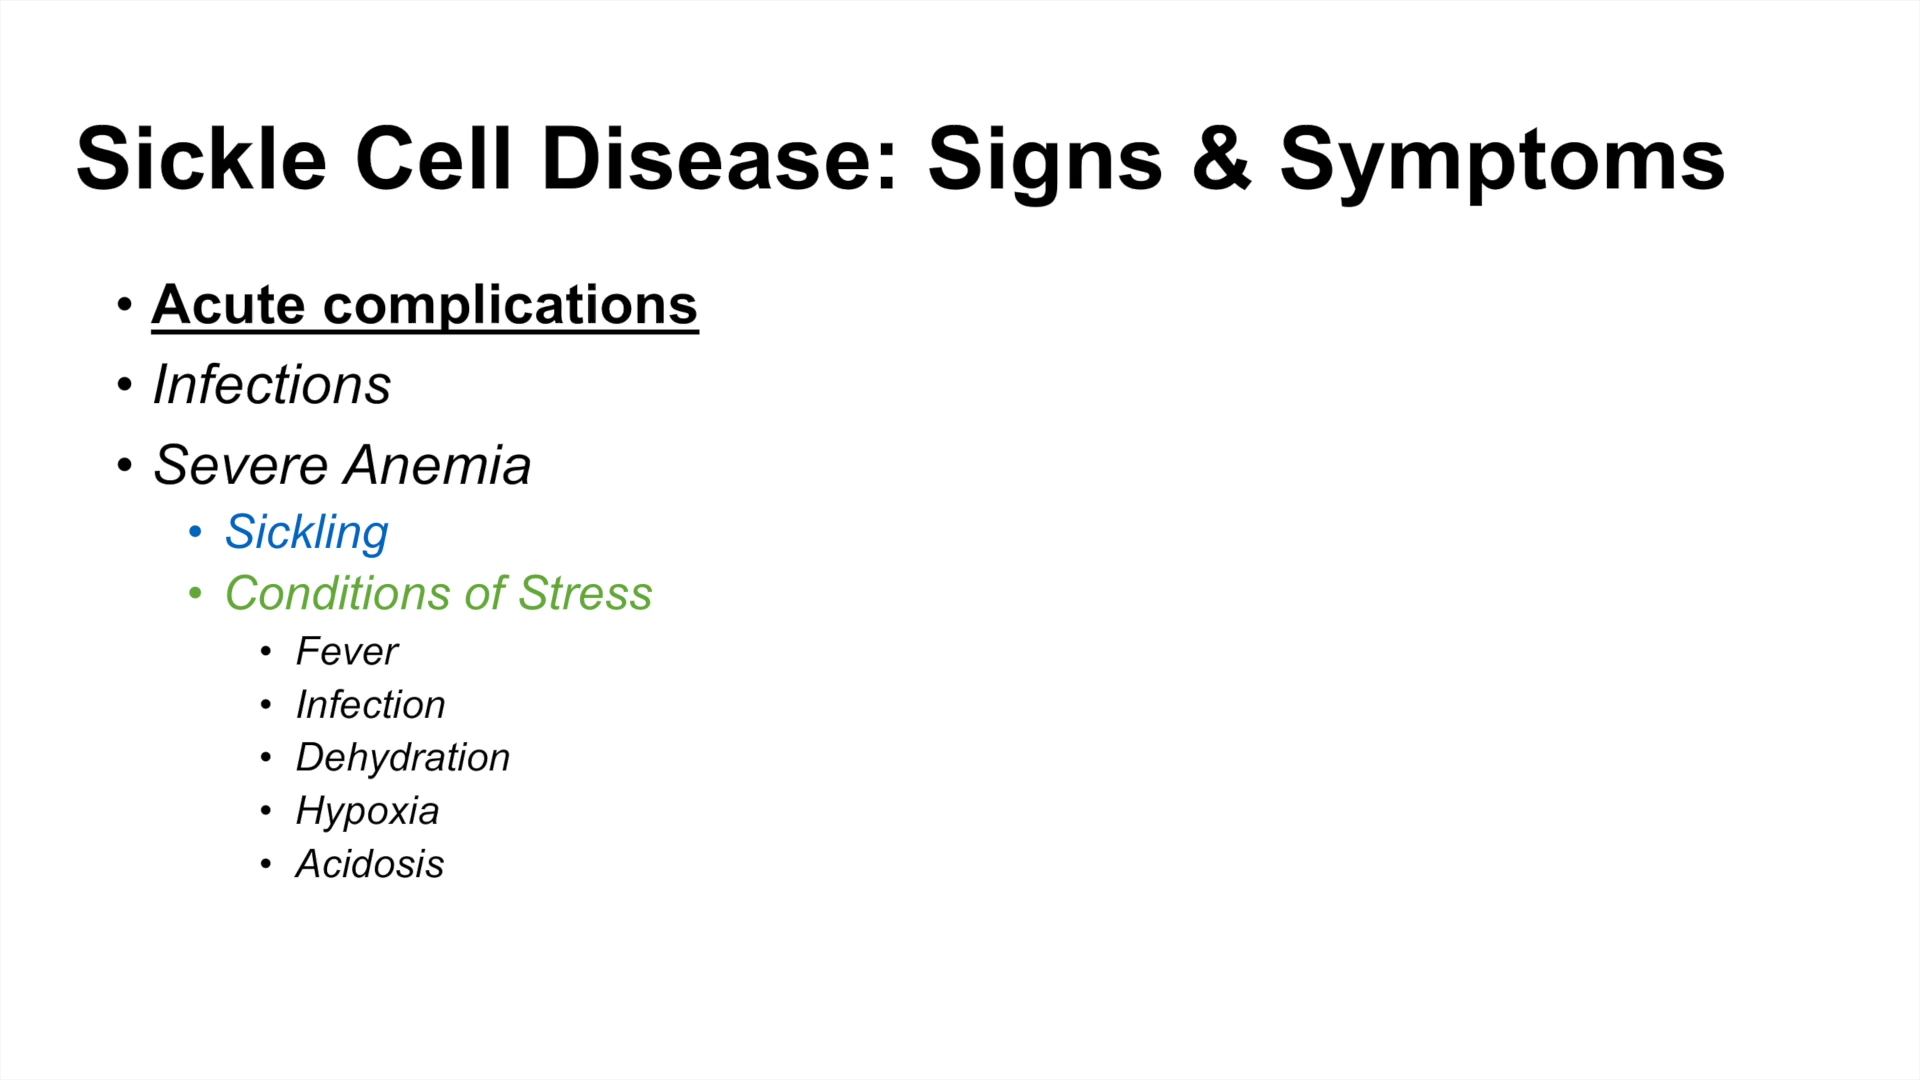 Sickle Cell Disease: Signs & Symptoms
• Acute complications
• Infections
• Severe Anemia
• Sickling
• Conditions of Stress
• Fever
• Infection
• Dehydration
• Hypoxia
• Acidosis